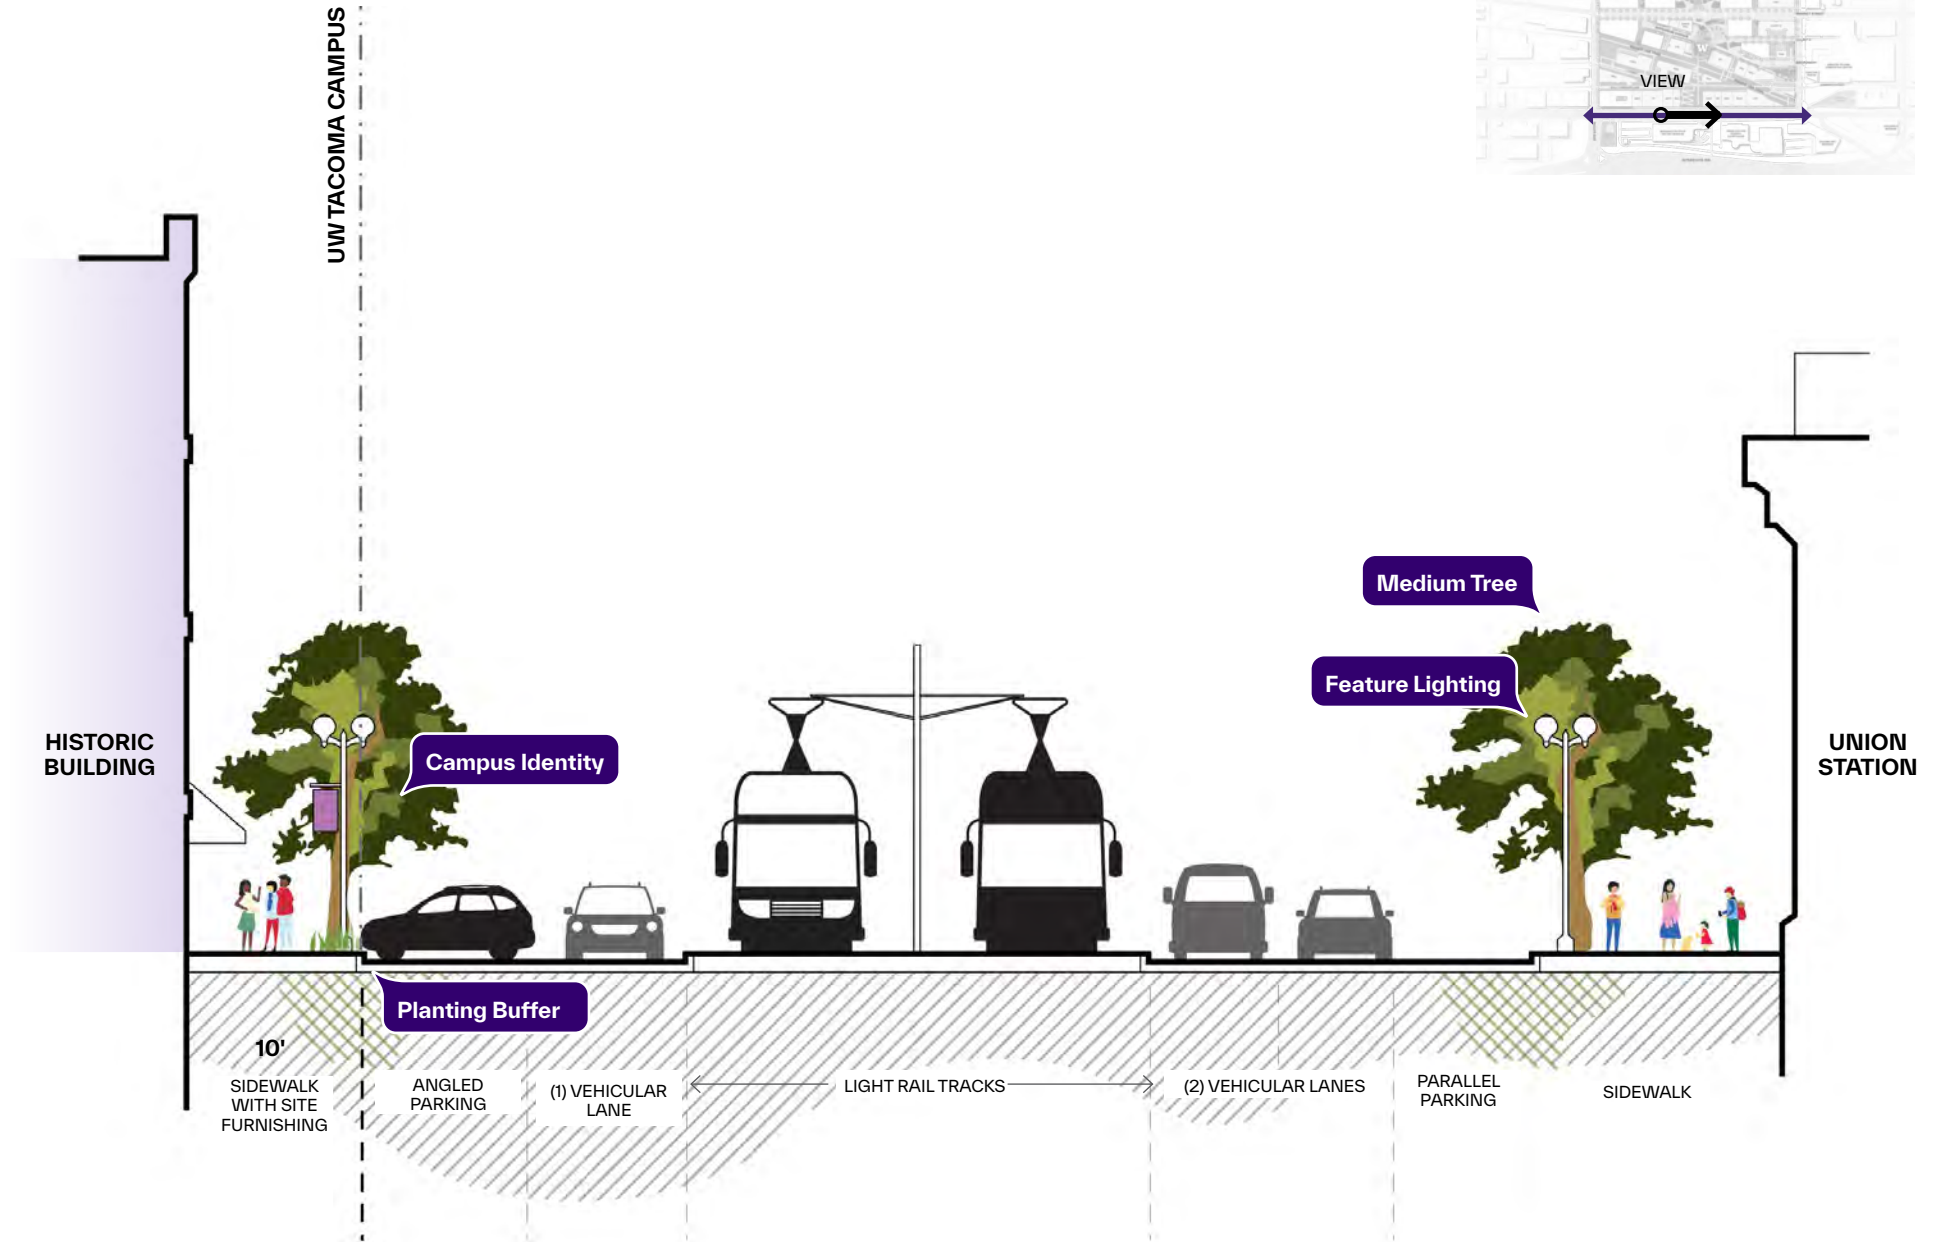 UW TACOMA CAMPUS
VIEW
W
Medium Tree
Feature Lighting
Campus Identity
HISTORIC
BUILDING
UNION
STATION
Planting Buffer
10'
SIDEWALK
WITH SITE
FURNISHING
ANGLED
PARKING
(1) VEHICULAR
LANE
LIGHT RAIL TRACKS
(2) VEHICULAR LANES
PARALLEL
PARKING
SIDEWALK